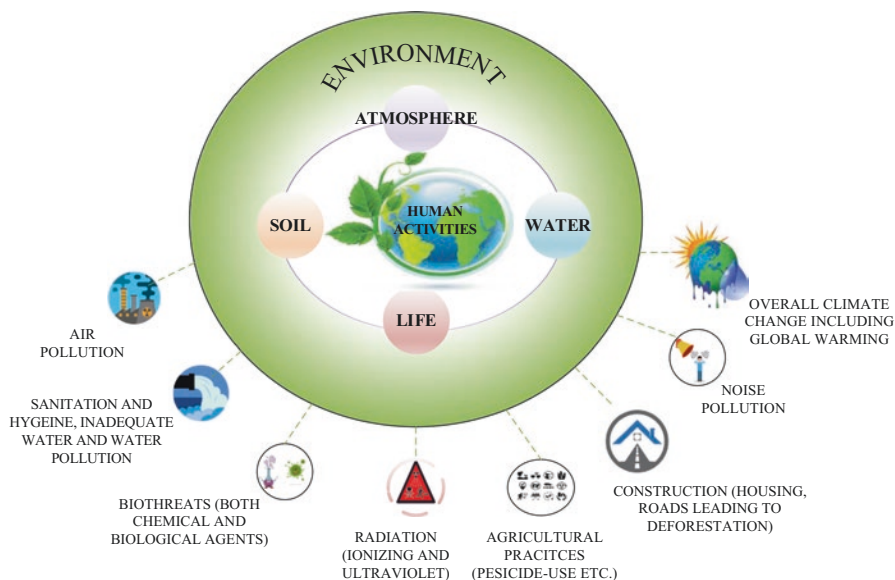 ENVIRONMENT
ATMOSPHERE
SOIL
HUMAN
ACTIVITIES
WATER
LIFE
AIR
POLLUTION
SANITATION AND
HYGEINE, INADEQUATE
WATER AND WATER
POLLUTION
BIOTHREATS (BOTH
CHEMICAL AND
BIOLOGICAL AGENTS)
RADIATION
(IONIZING AND
ULTRAVIOLET)
AGRICULTURAL
PRACITCES
(PESICIDE-USE ETC.)
CONSTRUCTION (HOUSING,
ROADS LEADING TO
DEFORESTATION)
NOISE
POLLUTION
OVERALL CLIMATE
CHANGE INCLUDING
GLOBAL WARMING